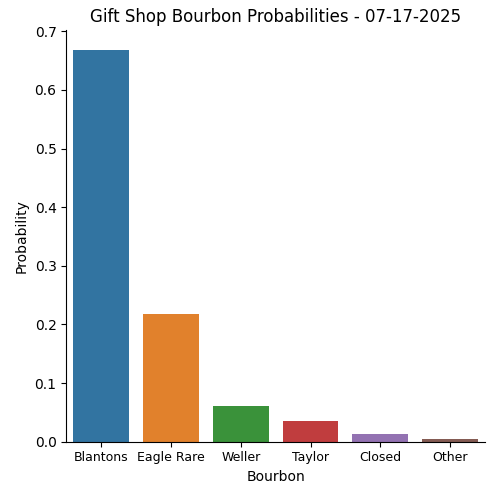 Gift Shop Bourbon Probabilities - 07-17-2025
Probability
0.7
0.6
0.5
0.4
0.3
0.2
0.1
0.0
Blantons Eagle Rare Weller Taylor Closed Other
Bourbon